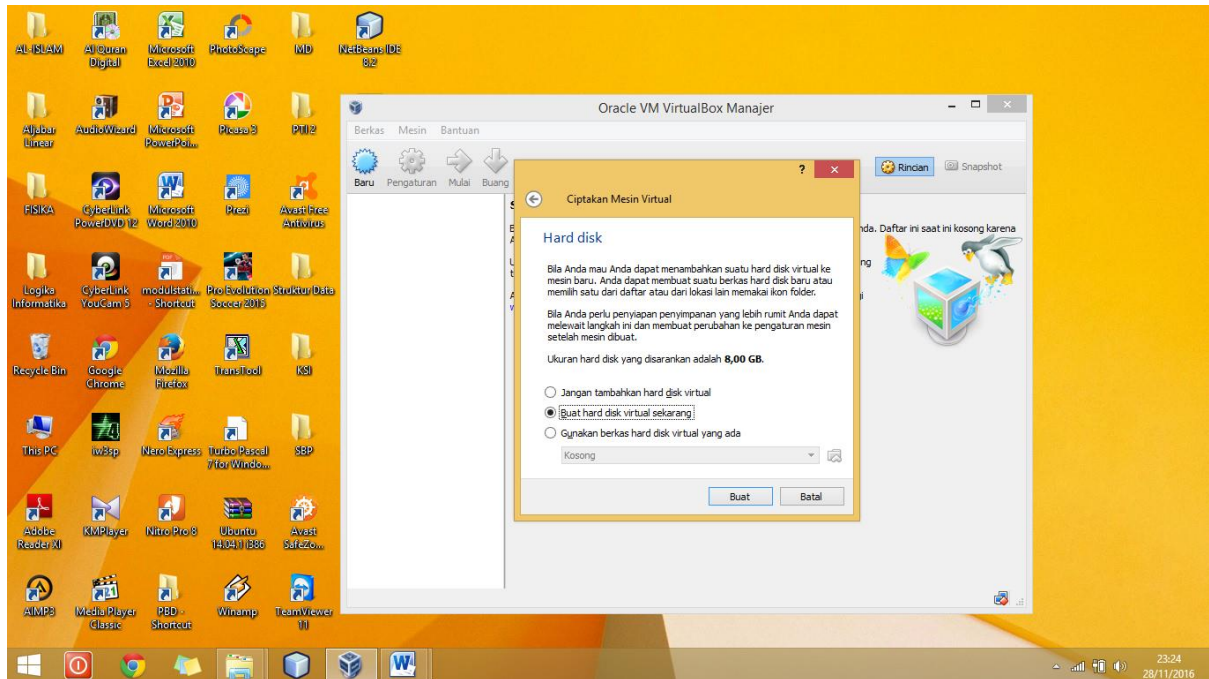 AL-ISLAM
Al Quran Digital
Microsoft Excel 2010
PhotoScape
MD
NetBeans IDE 8.2
Aljabar Linear
AudioWizard
Microsoft PowerPoi...
Picasa 3
FISIKA
CyberLink PowerDVD 12
Microsoft Word 2010
Prezi
Avast Free Antivirus
Logika Informatika
CyberLink YouCam 5
modulstati... - Shortcut
Struktur Data
Recycle Bin
Google Chrome
Mozilla Firefox
TransTool
KSI
This PC
iw3sp
Nero Express
Turbo Pascal 7 for Windo...
SBP
Adobe Reader XI
KMPlayer
Nitro Pro 8
Ubuntu 14.04.1 i386
Avast SafeZo...
AIMP3
Media Player Classic
PBD - Shortcut
Winamp
TeamViewer
Oracle VM VirtualBox Manajer
Berkas Mesin Bantuan
Baru Pengaturan Mulai Buang
Rincian Snapshot
nda. Daftar ini saat ini kosong karena
ng
Ciptakan Mesin Virtual
Hard disk
Bila Anda mau Anda dapat menambahkan suatu hard disk virtual ke
mesin baru. Anda dapat membuat suatu berkas hard disk baru atau
memilih satu dari daftar atau dari lokasi lain memakai ikon folder.
Bila Anda perlu penyiapan penyimpanan yang lebih rumit Anda dapat
melewait langkah ini dan membuat perubahan ke pengaturan mesin
setelah mesin dibuat.
Ukuran hard disk yang disarankan adalah 8,00 GB.
Jangan tambahkan hard disk virtual
Buat hard disk virtual sekarang
Gunakan berkas hard disk virtual yang ada
Kosong
Buat Batal
23:24
28/11/2016